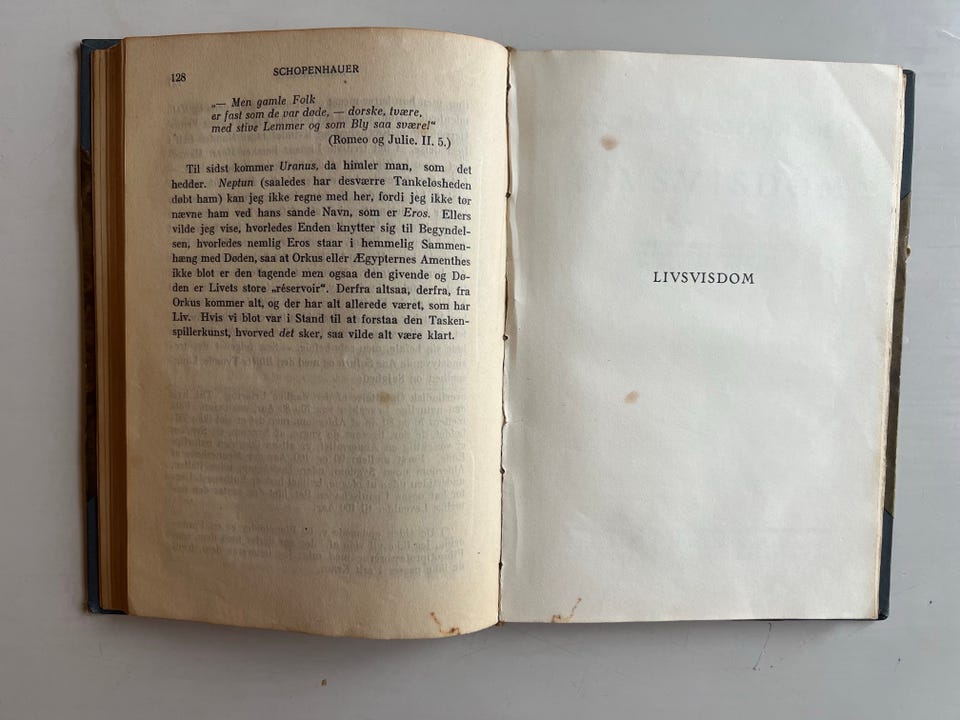 128
SCHOPENHAUER
„— Men gamle Folk
er fast som de var døde, — dorske, tvære,
med stive Lemmer og som Bly saa svære!“
(Romeo og Julie. II. 5.)
Til sidst kommer Uranus, da himler man, som det
hedder. Neptun (saaledes har desværre Tankeløsheden
døbt ham) kan jeg ikke regne med her, fordi jeg ikke tør
nævne ham ved hans sande Navn, som er Eros. Ellers
vilde jeg vise, hvorledes Enden knytter sig til Begyndel-
sen, hvorledes nemlig Eros staar i hemmelig Sammen-
hæng med Døden, saa at Orkus eller Ægypternes Amenthes
ikke blot er den tagende men ogsaa den givende og Dø-
den er Livets store „réservoir“. Derfra altsaa, derfra, fra
Orkus kommer alt, og der har alt allerede været, som har
Liv. Hvis vi blot var i Stand til at forstaa den Tasken-
spillerkunst, hvorved det sker, saa vilde alt være klart.
LIVSVISDOM